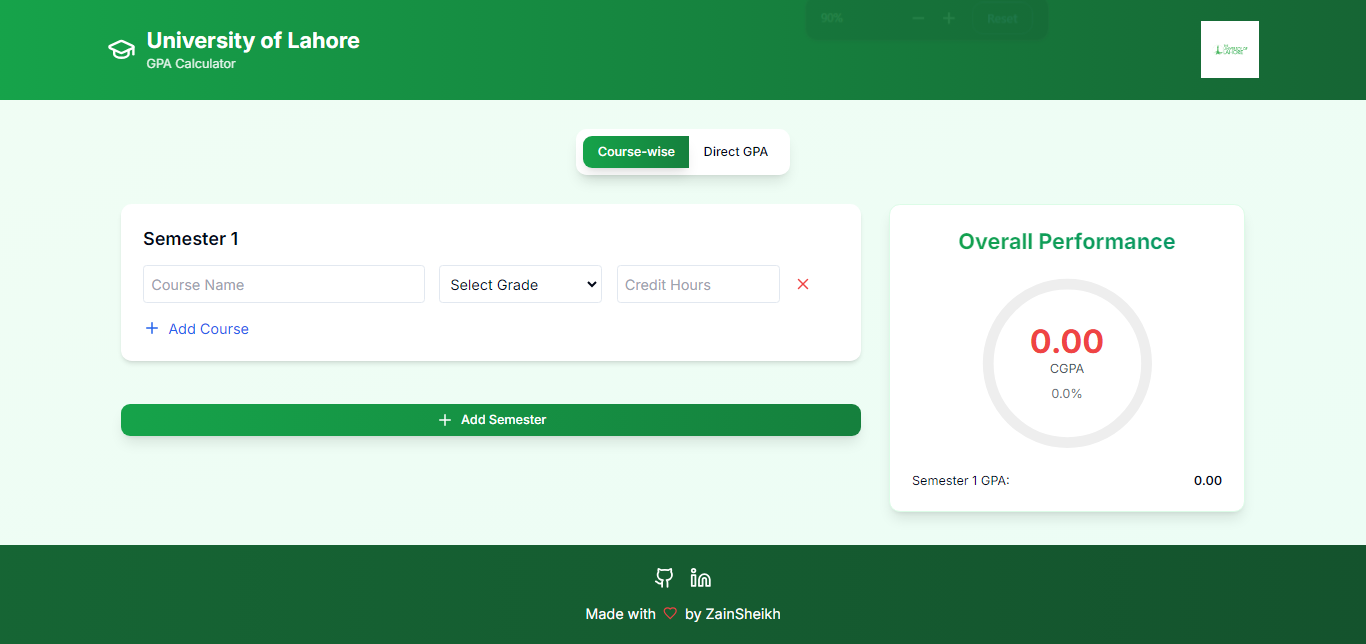 University of Lahore
GPA Calculator
90%
Reset
Course-wise
Direct GPA
Semester 1
Course Name
Select Grade
Credit Hours
Add Course
Add Semester
Overall Performance
0.00
CGPA
0.0%
Semester 1 GPA:
0.00
Made with by ZainSheikh